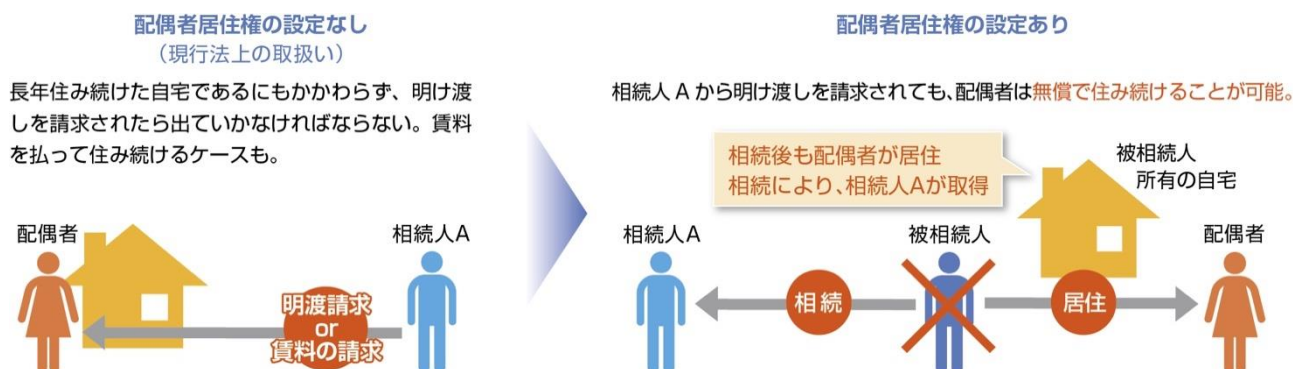 配偶者居住権の設定なし
（現行法上の取扱い）
長年住み続けた自宅であるにもかかわらず、明け渡
しを請求されたら出ていかなければならない。賃料
を払って住み続けるケースも。
配偶者
相続人A
明渡請求
or
賃料の請求
配偶者居住権の設定あり
相続人 A から明け渡しを請求されても、配偶者は無償で住み続けることが可能。
相続後も配偶者が居住
相続により、相続人Aが取得
被相続人
所有の自宅
相続人A
被相続人
配偶者
相続
居住